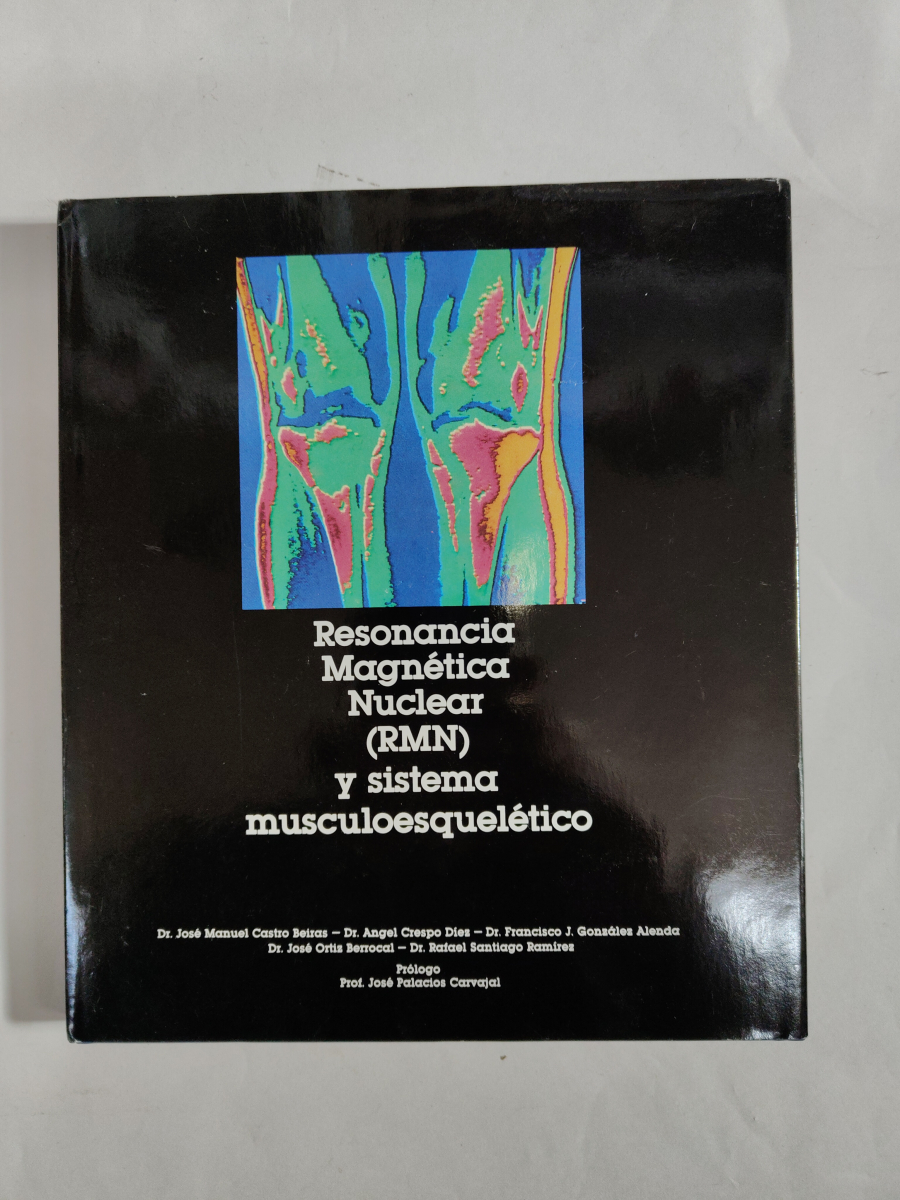 Resonancia
Magnética
Nuclear
(RMN)
y sistema
musculoesquelético
Dr. José Manuel Castro Beiras – Dr. Angel Crespo Diez – Dr. Francisco J. González Alenda
Dr. José Ortiz Berrocal – Dr. Rafael Santiago Ramírez
Prólogo
Prof. José Palacios Carvajal